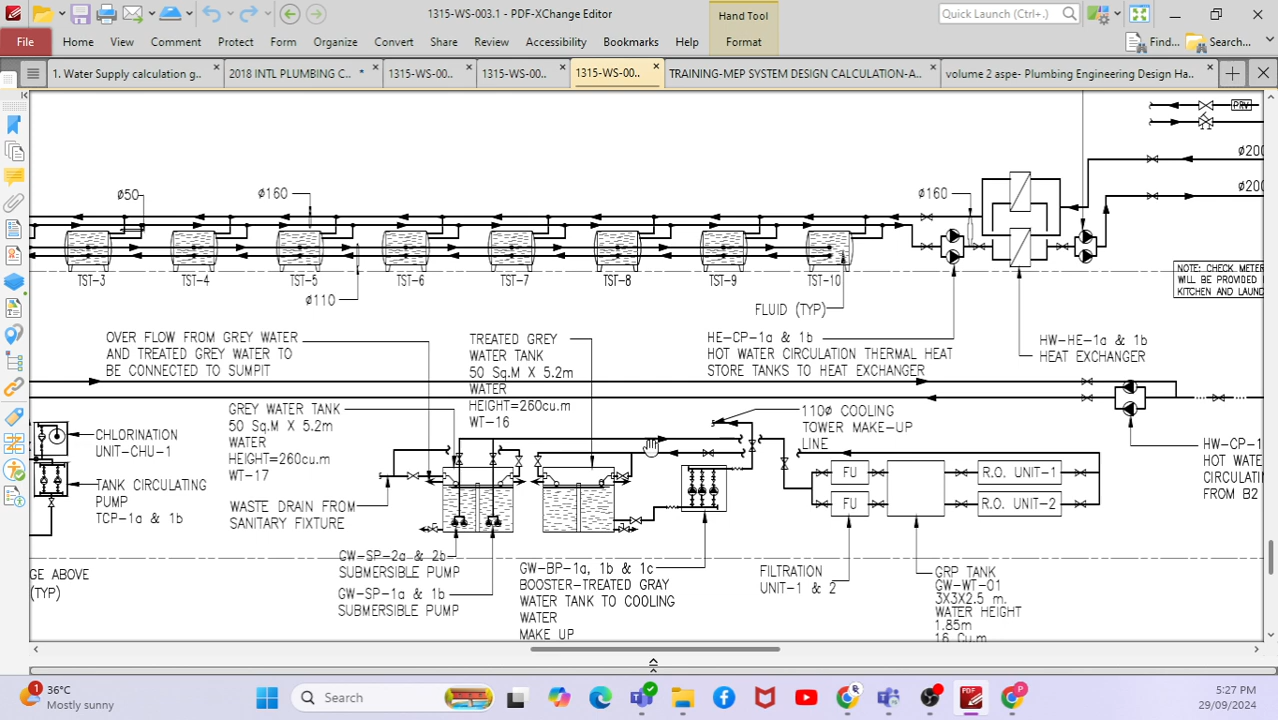 1315-WS-003.1 - PDF-XChange Editor
Hand Tool
Quick Launch (Ctrl+.)
File
Home
View
Comment
Protect
Form
Organize
Convert
Share
Review
Accessibility
Bookmarks
Help
Format
Find...
Search...
1. Water Supply calculation g..
2018 INTL PLUMBING C... *
1315-WS-00..
1315-WS-00..
1315-WS-00..
TRAINING-MEP SYSTEM DESIGN CALCULATION-A..
volume 2 aspe- Plumbing Engineering Design Ha..
PRV
ø200
ø200
ø50
ø160
ø160
TST-3
TST-4
TST-5
TST-6
TST-7
TST-8
TST-9
TST-10
ø110
FLUID (TYP)
NOTE: CHECK METER
WILL BE PROVIDED
KITCHEN AND LAUND
OVER FLOW FROM GREY WATER
AND TREATED GREY WATER TO
BE CONNECTED TO SUMPIT
TREATED GREY
WATER TANK
50 Sq.M X 5.2m
WATER
HEIGHT=260cu.m
WT-16
HE-CP-1a & 1b
HOT WATER CIRCULATION THERMAL HEAT
STORE TANKS TO HEAT EXCHANGER
HW-HE-1a & 1b
HEAT EXCHANGER
GREY WATER TANK
50 Sq.M X 5.2m
WATER
HEIGHT=260cu.m
WT-17
110ø COOLING
TOWER MAKE-UP
LINE
CHLORINATION
UNIT-CHU-1
TANK CIRCULATING
PUMP
TCP-1a & 1b
WASTE DRAIN FROM
SANITARY FIXTURE
FU
FU
R.O. UNIT-1
R.O. UNIT-2
HW-CP-1
HOT WATE
CIRCULATI
FROM B2
GE ABOVE
(TYP)
GW-SP-2a & 2b
SUBMERSIBLE PUMP
GW-SP-1a & 1b
SUBMERSIBLE PUMP
GW-BP-1a, 1b & 1c
BOOSTER-TREATED GRAY
WATER TANK TO COOLING
WATER
MAKE UP
FILTRATION
UNIT-1 & 2
GRP TANK
GW-WT-01
3X3X2.5 m.
WATER HEIGHT
1.85m
16 Cu.m
1
36°C
Mostly sunny
Search
PDF
5:27 PM
29/09/2024